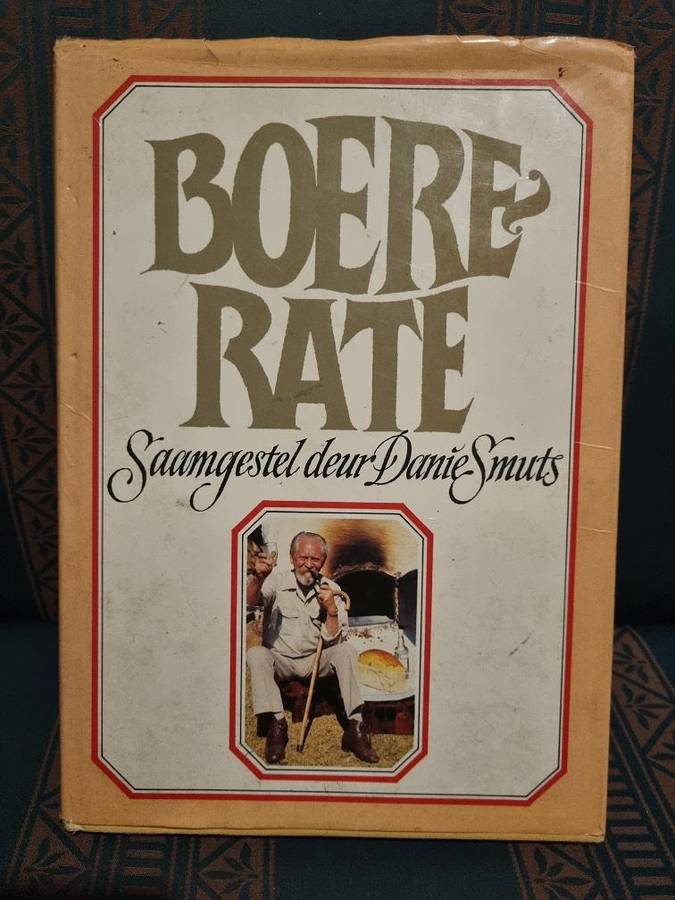 BOERE-
RATE
Saamgestel deur Danie Smuts